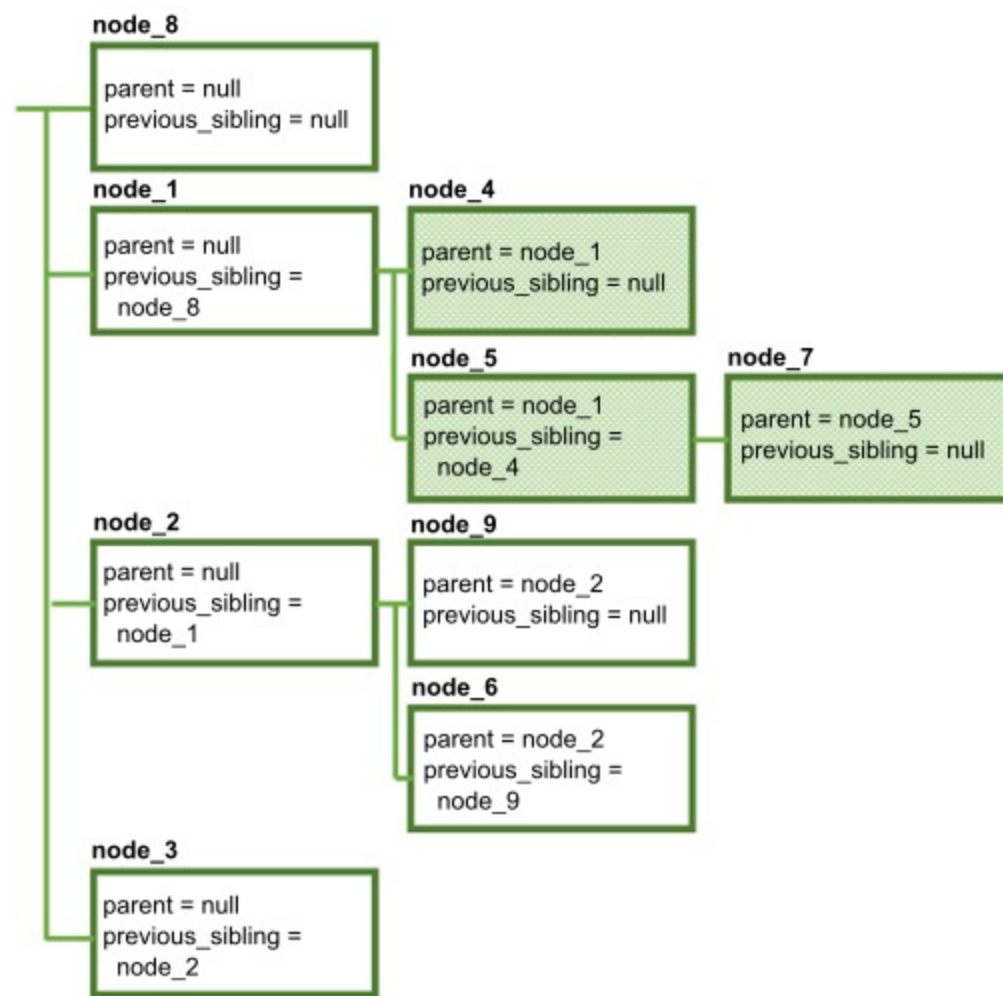 node_8
parent = null
previous_sibling = null
node_1
parent = null
previous_sibling =
node_8
node_4
parent = node_1
previous_sibling = null
node_5
parent = node_1
previous_sibling =
node_4
node_7
parent = node_5
previous_sibling = null
node_2
parent = null
previous_sibling =
node_1
node_9
parent = node_2
previous_sibling = null
node_6
parent = node_2
previous_sibling =
node_9
node_3
parent = null
previous_sibling =
node_2